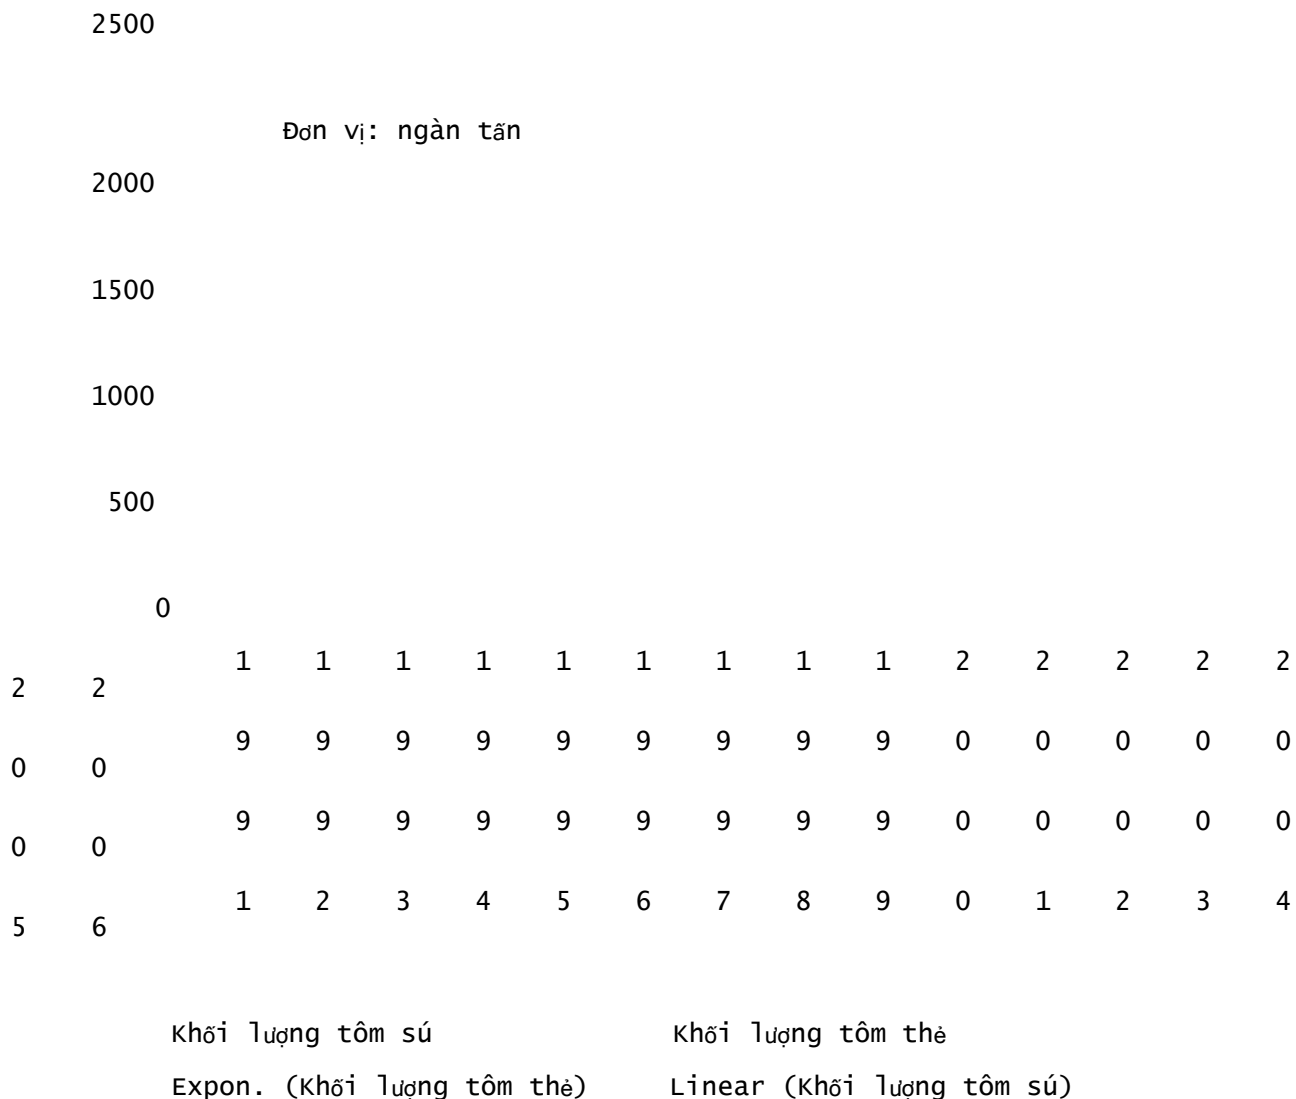 2500
Đơn vị: ngàn tấn
2000
1500
1000
500
0
1 1 1 1 1 1 1 1 1 2 2 2 2 2
2 2
9 9 9 9 9 9 9 9 9 0 0 0 0 0
0 0
9 9 9 9 9 9 9 9 9 0 0 0 0 0
0 0
1 2 3 4 5 6 7 8 9 0 1 2 3 4
5 6
Khối lượng tôm sú Khối lượng tôm thẻ
Expon. (Khối lượng tôm thẻ) Linear (Khối lượng tôm sú)